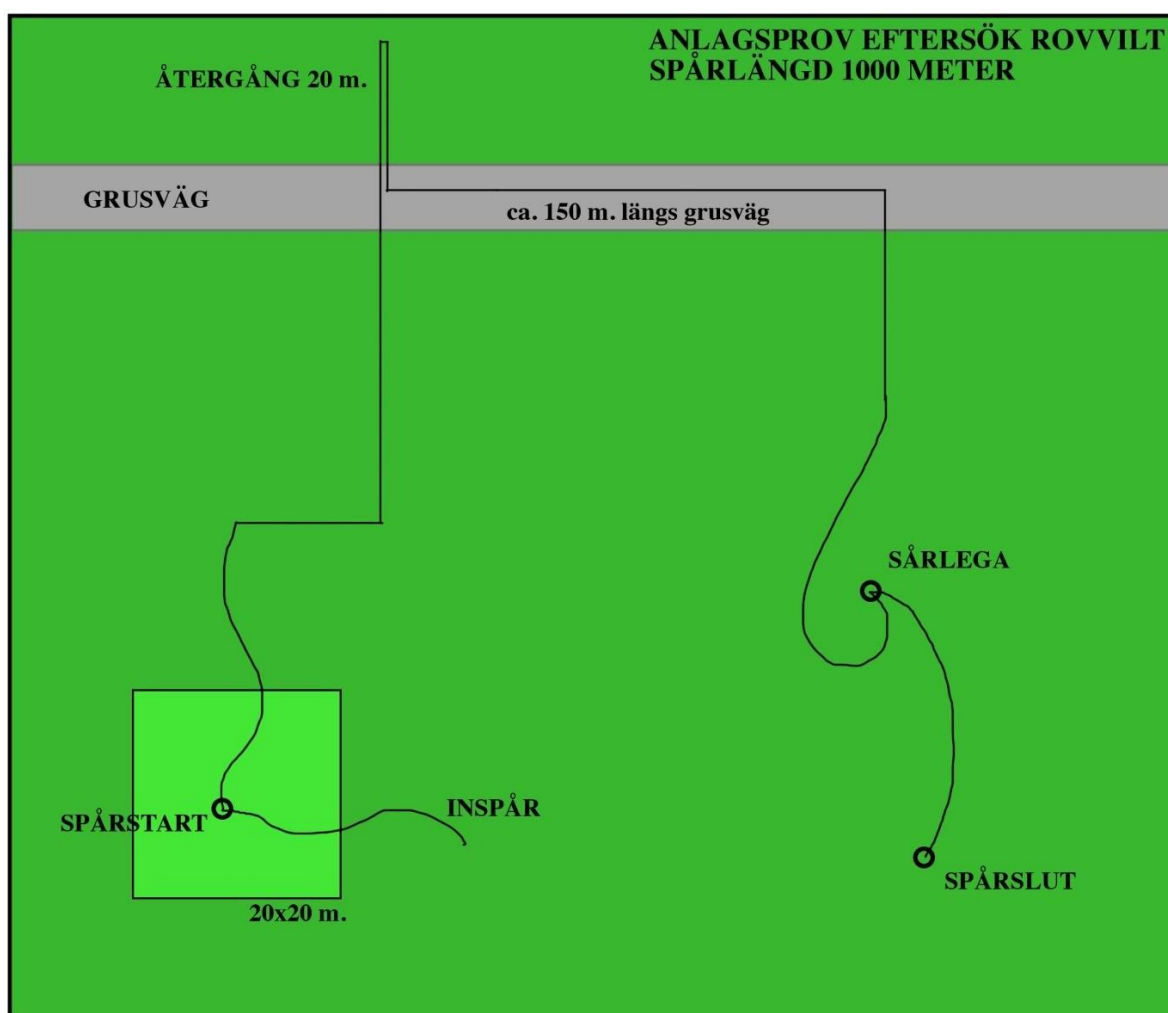 ANLAGSPROV EFTERSÖK ROVVILT
SPÅRLÄNGD 1000 METER
ÅTERGÅNG 20 m.
GRUSVÄG
ca. 150 m. längs grusväg
SÅRLEGA
INSPÅR
SPÅRSTART
SPÅRSLUT
20x20 m.